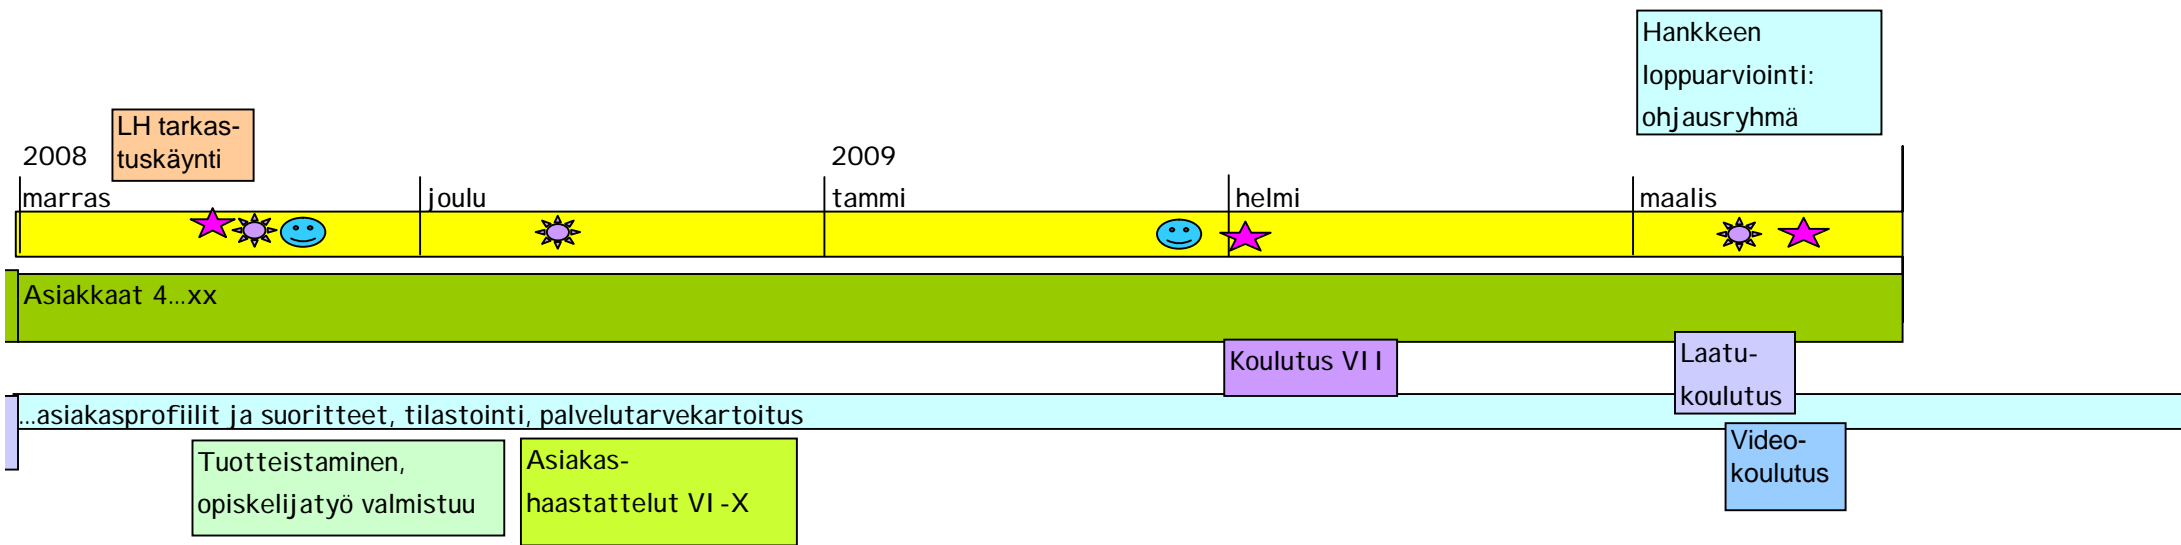 Hankkeen
loppuarviointi:
ohjausryhmä
LH tarkas-
tuskäynti
2008
2009
marras
joulu
tammi
helmi
maalis
Asiakkaat 4...xx
Koulutus VII
Laatu-
koulutus
...asiakasprofiilit ja suoritteet, tilastointi, palvelutarvekartoitus
Tuotteistaminen,
opiskelijatyö valmistuu
Asiakas-
haastattelut VI-X
Video-
koulutus